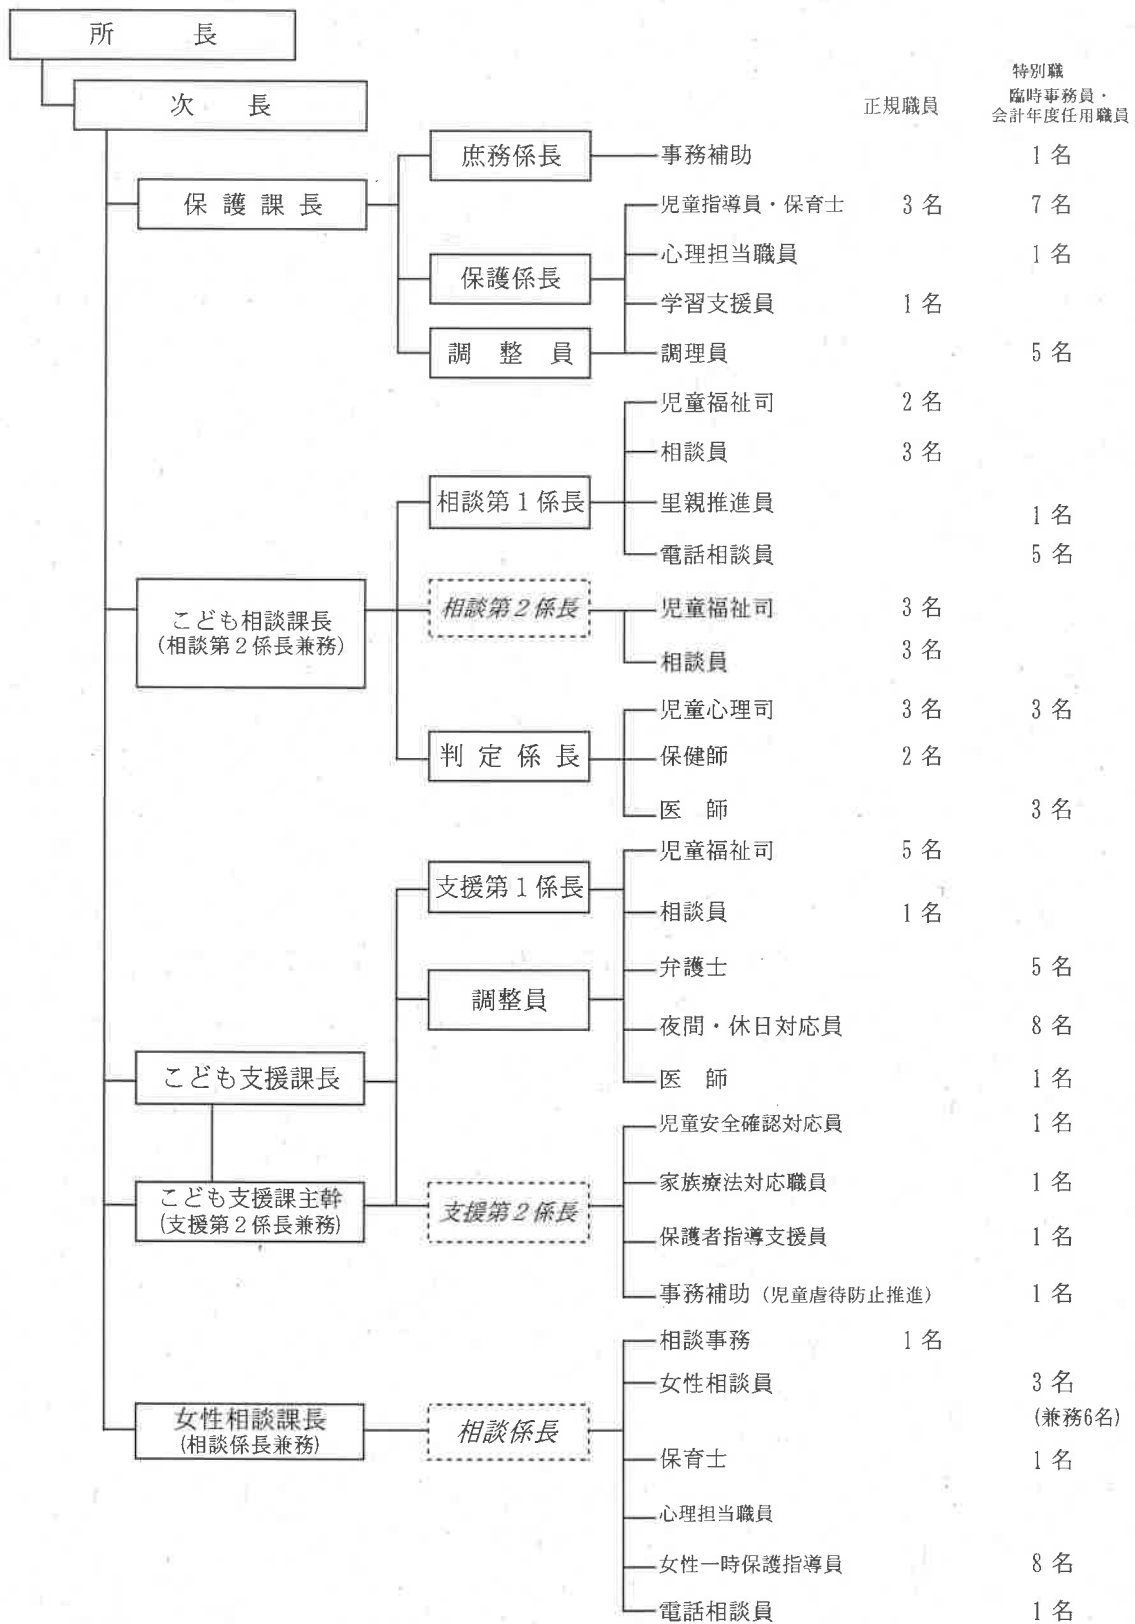 所　長
次　長
特別職
臨時事務員・
正規職員
会計年度任用職員
庶務係長
事務補助
1 名
保 護 課 長
児童指導員・保育士
3 名
7 名
保護係長
心理担当職員
1 名
学習支援員
1 名
調 整 員
調理員
5 名
児童福祉司
2 名
相談員
3 名
相談第1係長
里親推進員
1 名
電話相談員
5 名
こども相談課長
(相談第2係長兼務)
相談第2係長
児童福祉司
3 名
相談員
3 名
児童心理司
3 名
3 名
判 定 係 長
保健師
2 名
医　師
3 名
児童福祉司
5 名
支援第1係長
相談員
1 名
弁護士
5 名
調整員
夜間・休日対応員
8 名
こども支援課長
医　師
1 名
児童安全確認対応員
1 名
こども支援課主幹
(支援第2係長兼務)
支援第2係長
家族療法対応職員
1 名
保護者指導支援員
1 名
事務補助（児童虐待防止推進）
1 名
相談事務
1 名
女性相談員
3 名
(兼務6名)
女性相談課長
(相談係長兼務)
相談係長
保育士
1 名
心理担当職員
女性一時保護指導員
8 名
電話相談員
1 名